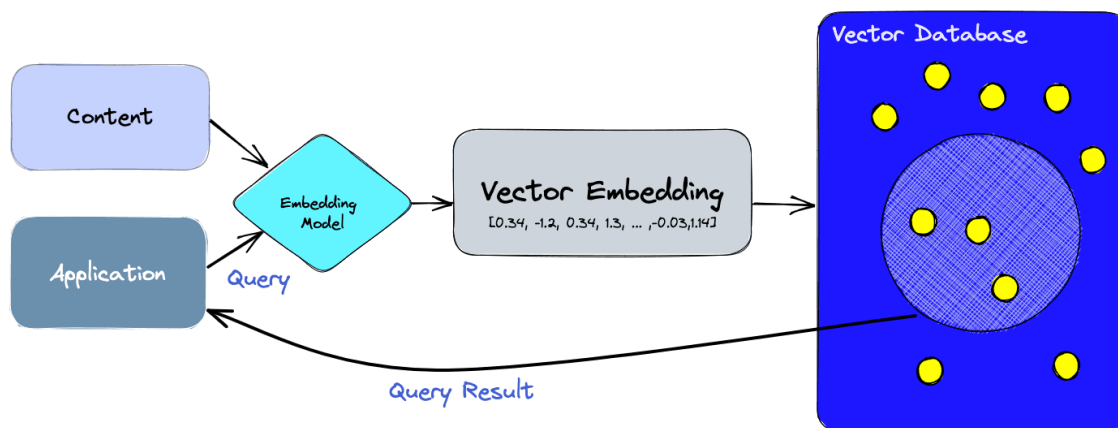 Vector Database
Content
Embedding
Model
Vector Embedding
[0.34, -1.2, 0.34, 1.3, ... ,-0.03,1.14]
Application
Query
Query Result